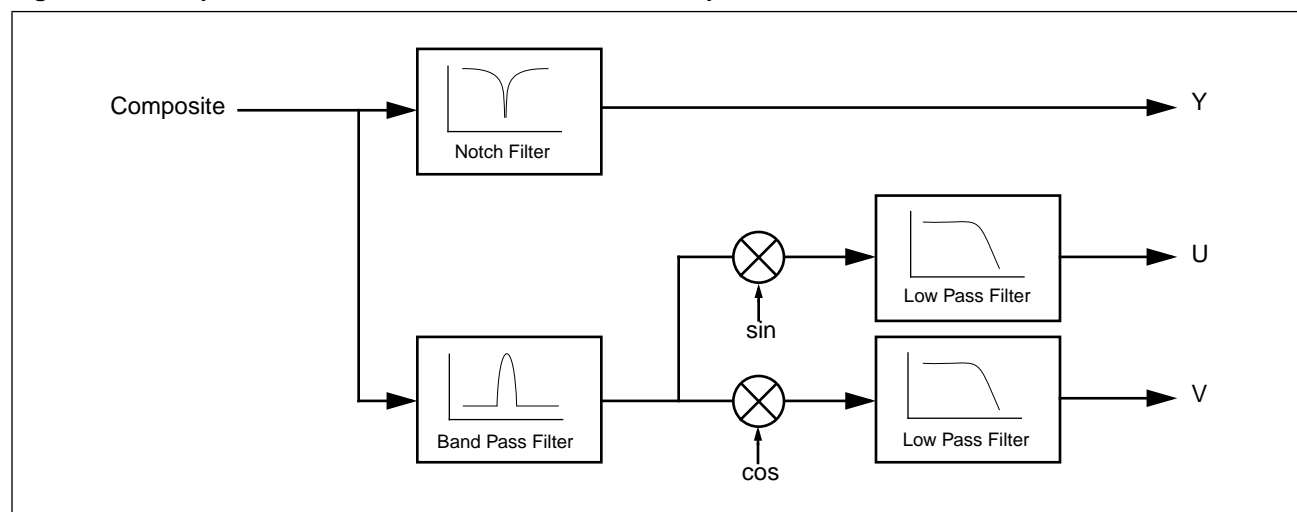 Composite
Notch Filter
Y
Low Pass Filter
U
sin
Band Pass Filter
Low Pass Filter
V
cos